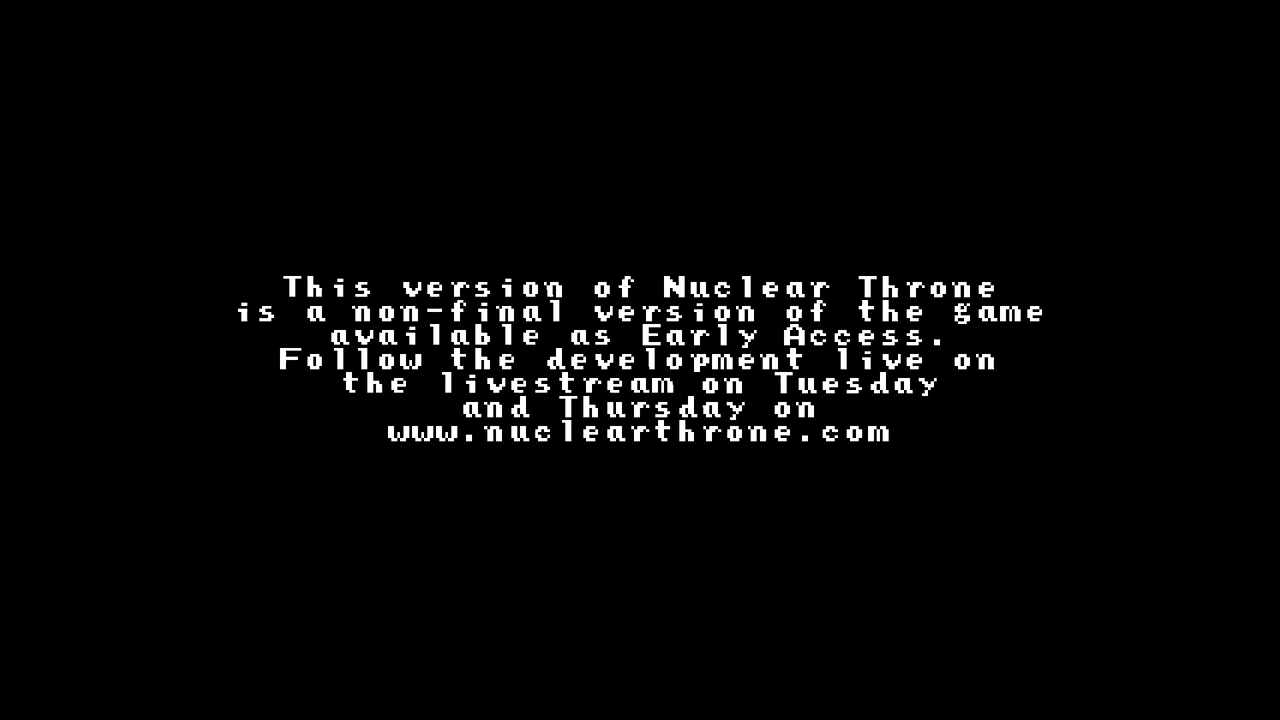 This version of Nuclear Throne
is a non-final version of the game
available as Early Access.
Follow the development live on
the livestream on Tuesday
and Thursday on
www.nuclearthrone.com